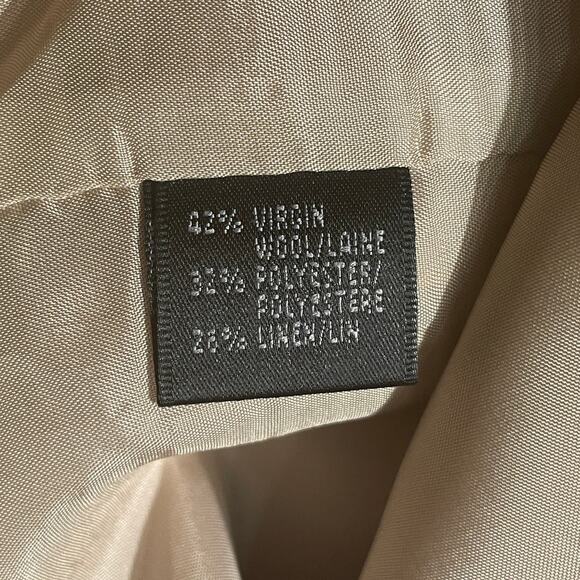 42% VIRGIN
WOOL/LAINE
32% POLYESTER/
POLYESTERE
26% LINEN/LIN